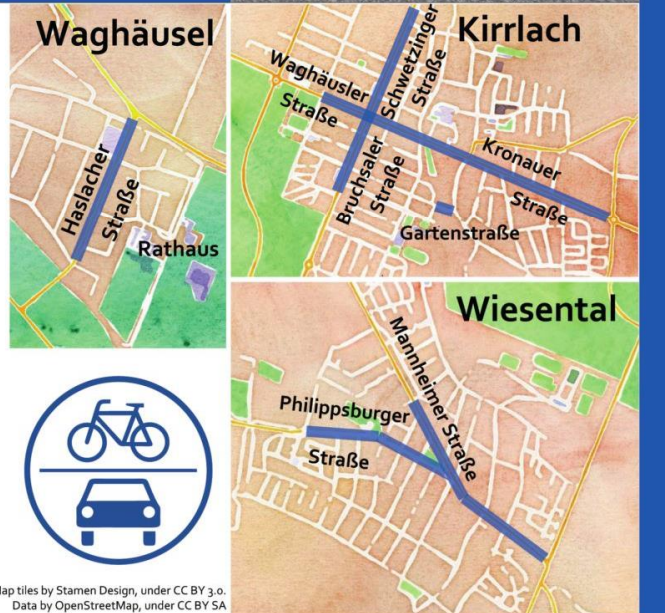 Waghäusel
Haslacher
Straße
Rathaus
Kirrlach
Waghäusler
Straße
Schwetzinger
Straße
Bruchsaler
Straße
Kronauer
Straße
Gartenstraße
Wiesental
Mannheimer Straße
Philippsburger
Straße
Map tiles by Stamen Design, under CC BY 3.0.
Data by OpenStreetMap, under CC BY SA